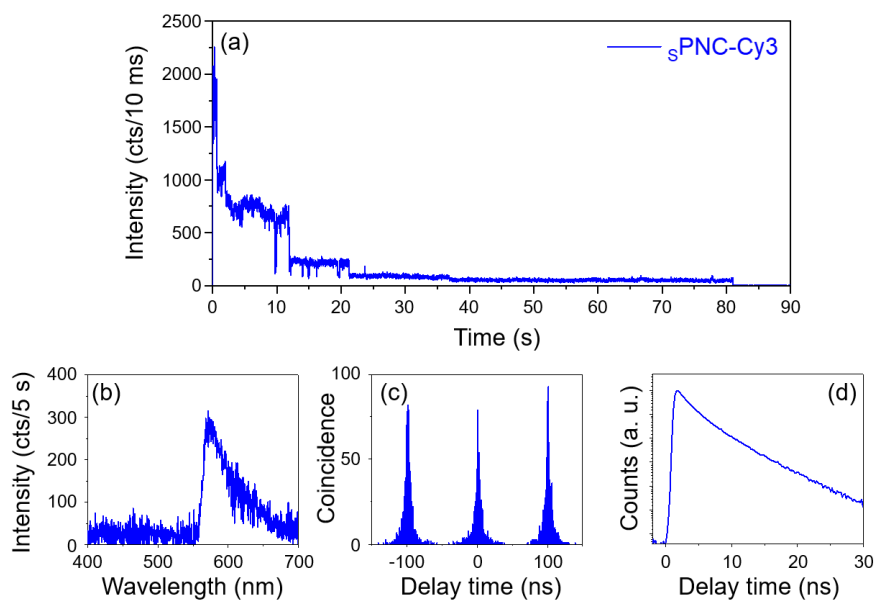 (a)
sPNC-Cy3
Intensity (cts/10 ms)
2500
2000
1500
1000
500
0
0 10 20 30 40 50 60 70 80 90
Time (s)
(b)
Intensity (cts/5 s)
400
300
200
100
0
400 500 600 700
Wavelength (nm)
(c)
Coincidence
100
50
0
-100 0 100
Delay time (ns)
(d)
Counts (a. u.)
0 10 20 30
Delay time (ns)